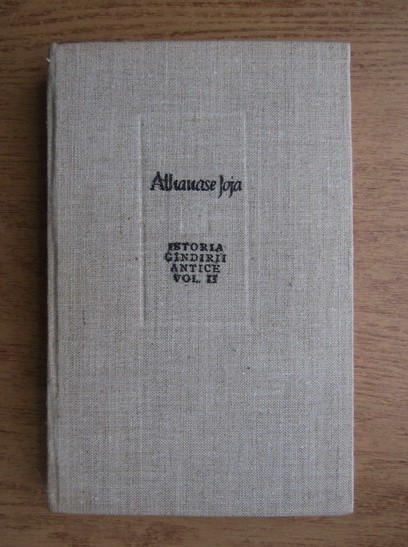 Athanase Joja
ISTORIA
GÎNDIRII
ANTICE
VOL. II